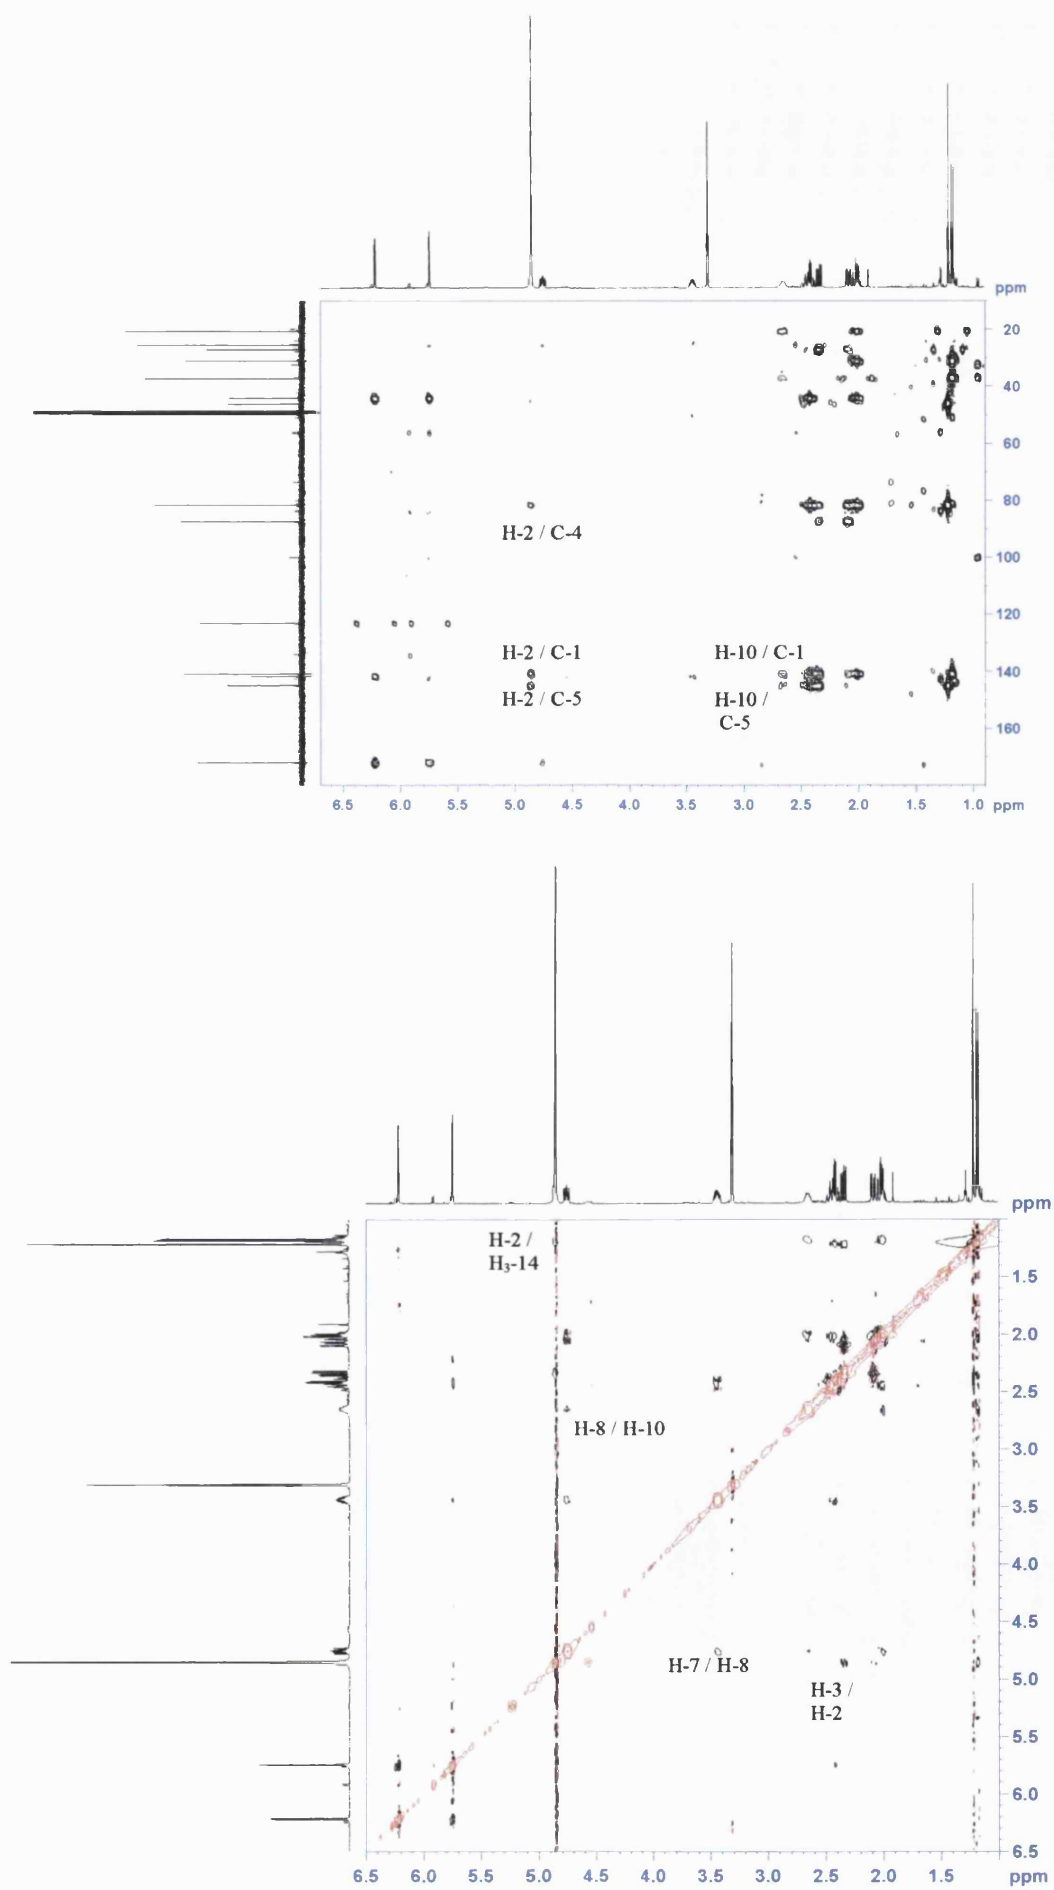 ppm
20
40
60
80
H-2 / C-4
100
120
H-2 / C-1 H-10 / C-1
140
H-2 / C-5 H-10 /
C-5
160
6.5 6.0 5.5 5.0 4.5 4.0 3.5 3.0 2.5 2.0 1.5 1.0 ppm
ppm
H-2 /
H₃-14
1.5
2.0
2.5
H-8 / H-10
3.0
3.5
4.0
4.5
H-7 / H-8
5.0
H-3 /
H-2
5.5
6.0
6.5
6.5 6.0 5.5 5.0 4.5 4.0 3.5 3.0 2.5 2.0 1.5 ppm